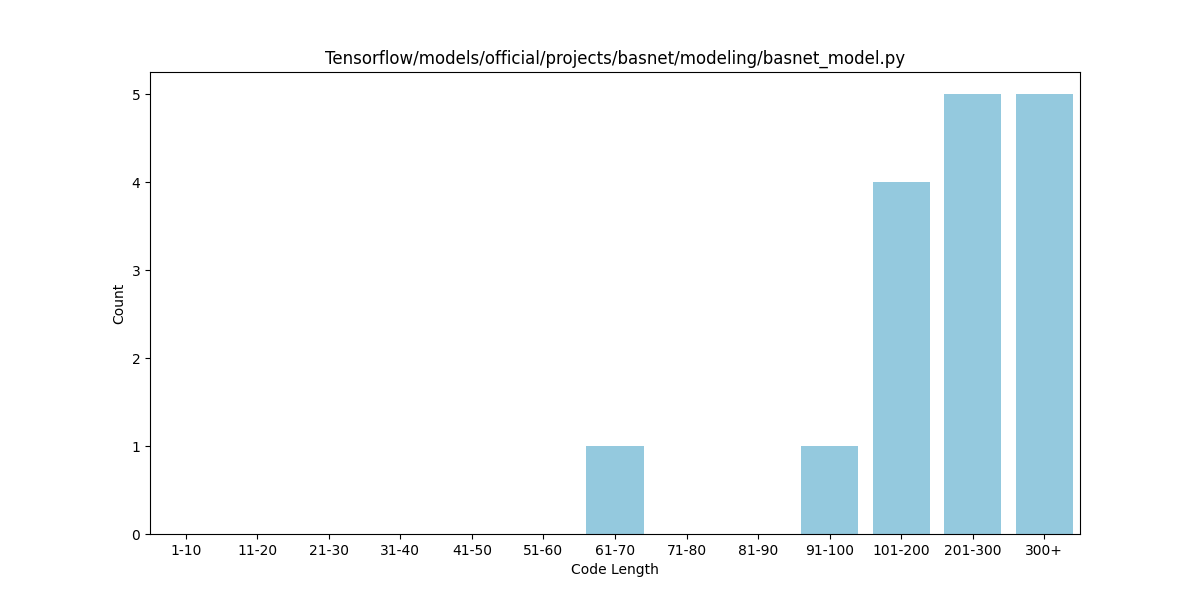 Tensorflow/models/official/projects/basnet/modeling/basnet_model.py
5
4
3
2
1
0
Count
1-10 11-20 21-30 31-40 41-50 51-60 61-70 71-80 81-90 91-100 101-200 201-300 300+
Code Length